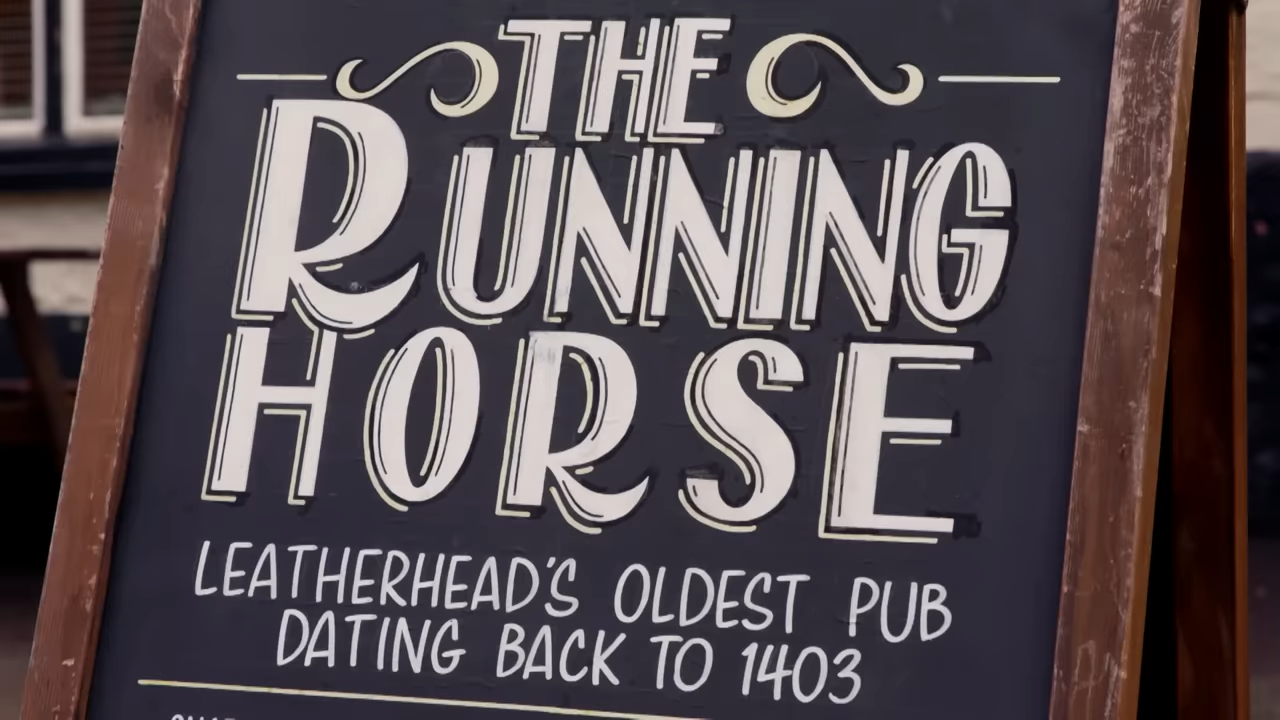 THE
RUNNING
HORSE
LEATHERHEAD'S OLDEST PUB
DATING BACK TO 1403